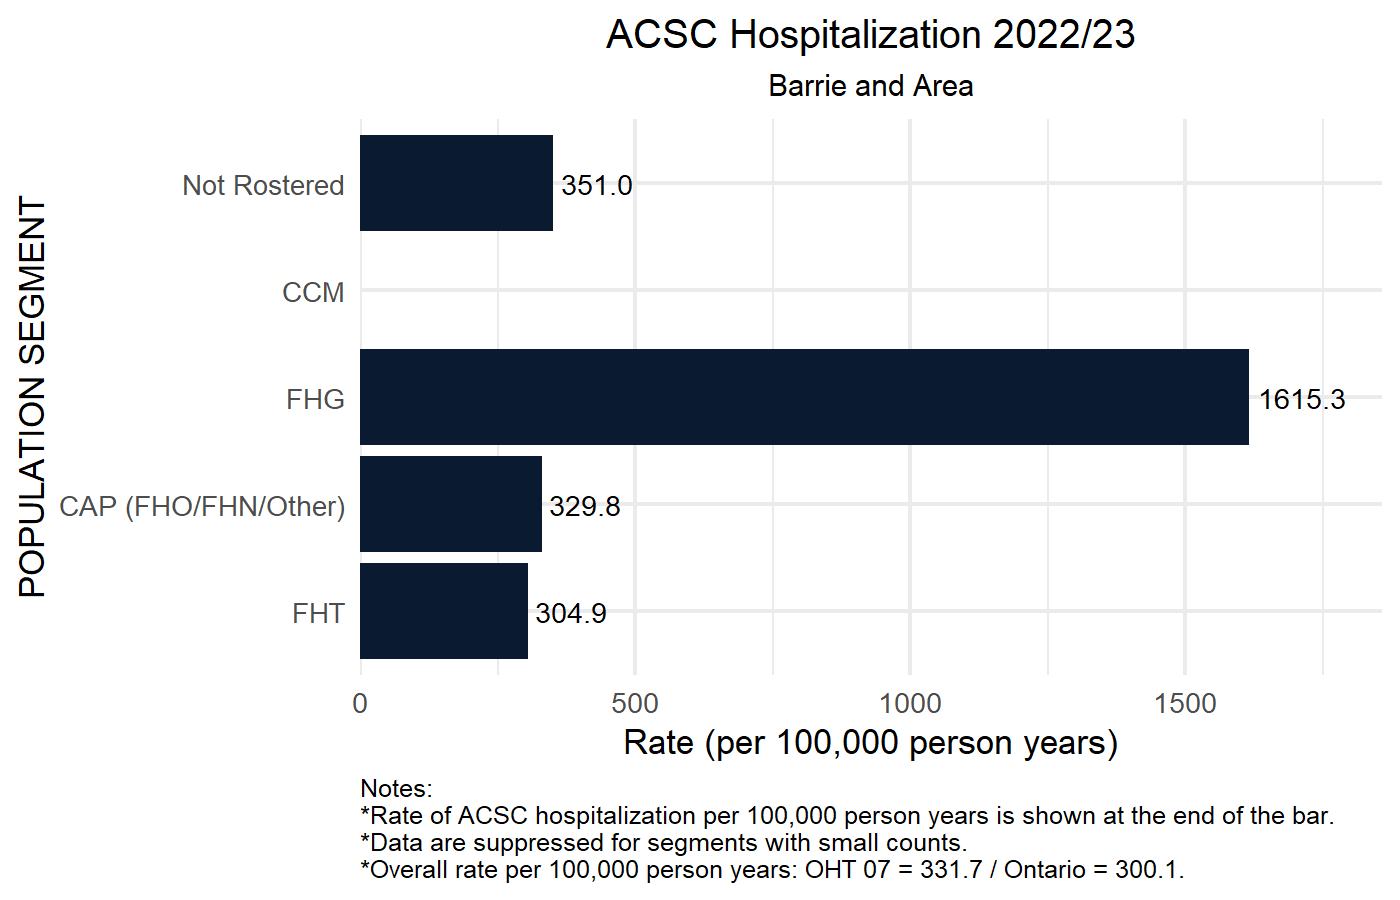 ACSC Hospitalization 2022/23
Barrie and Area
POPULATION SEGMENT
Not Rostered
351.0
CCM
FHG
1615.3
CAP (FHO/FHN/Other)
329.8
FHT
304.9
0
500
1000
1500
Rate (per 100,000 person years)
Notes:
*Rate of ACSC hospitalization per 100,000 person years is shown at the end of the bar.
*Data are suppressed for segments with small counts.
*Overall rate per 100,000 person years: OHT 07 = 331.7 / Ontario = 300.1.